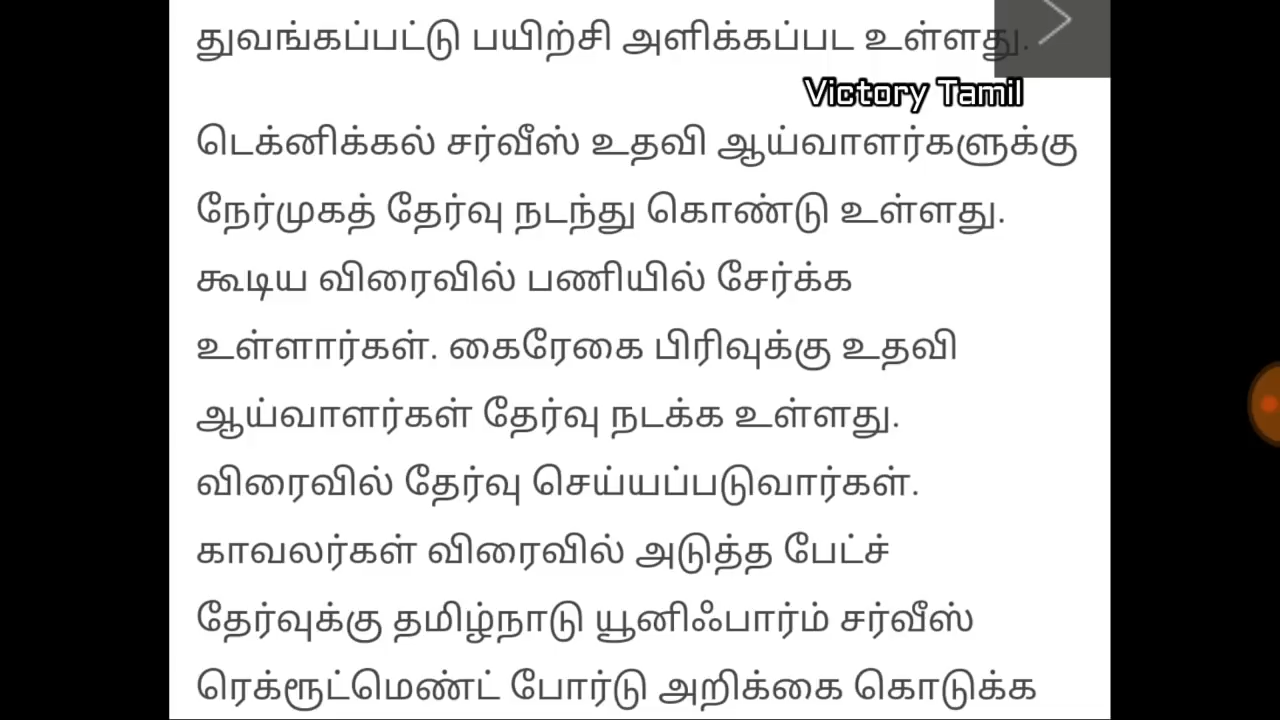 துவங்கப்பட்டு பயிற்சி அளிக்கப்பட உள்ளது.
Victory Tamil
டெக்னிக்கல் சர்வீஸ் உதவி ஆய்வாளர்களுக்கு
நேர்முகத் தேர்வு நடந்து கொண்டு உள்ளது.
கூடிய விரைவில் பணியில் சேர்க்க
உள்ளார்கள். கைரேகை பிரிவுக்கு உதவி
ஆய்வாளர்கள் தேர்வு நடக்க உள்ளது.
விரைவில் தேர்வு செய்யப்படுவார்கள்.
காவலர்கள் விரைவில் அடுத்த பேட்ச்
தேர்வுக்கு தமிழ்நாடு யூனிஃபார்ம் சர்வீஸ்
ரெக்ரூட்மெண்ட் போர்டு அறிக்கை கொடுக்க